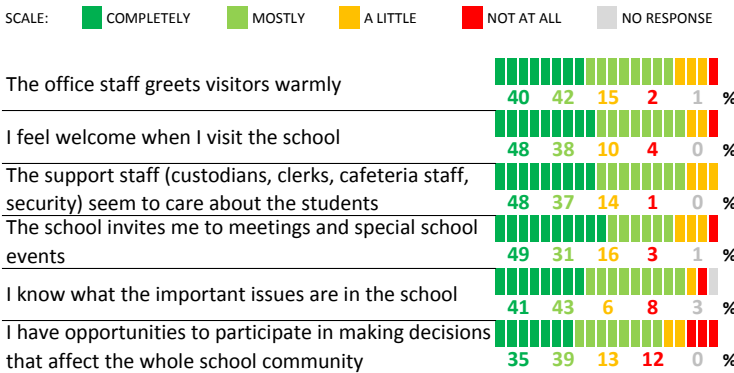 SCALE: COMPLETELY MOSTLY A LITTLE NOT AT ALL NO RESPONSE
The office staff greets visitors warmly
40 42 15 2 1 %
I feel welcome when I visit the school
48 38 10 4 0 %
The support staff (custodians, clerks, cafeteria staff,
security) seem to care about the students
48 37 14 1 0 %
The school invites me to meetings and special school
events
49 31 16 3 1 %
I know what the important issues are in the school
41 43 6 8 3 %
I have opportunities to participate in making decisions
that affect the whole school community
35 39 13 12 0 %